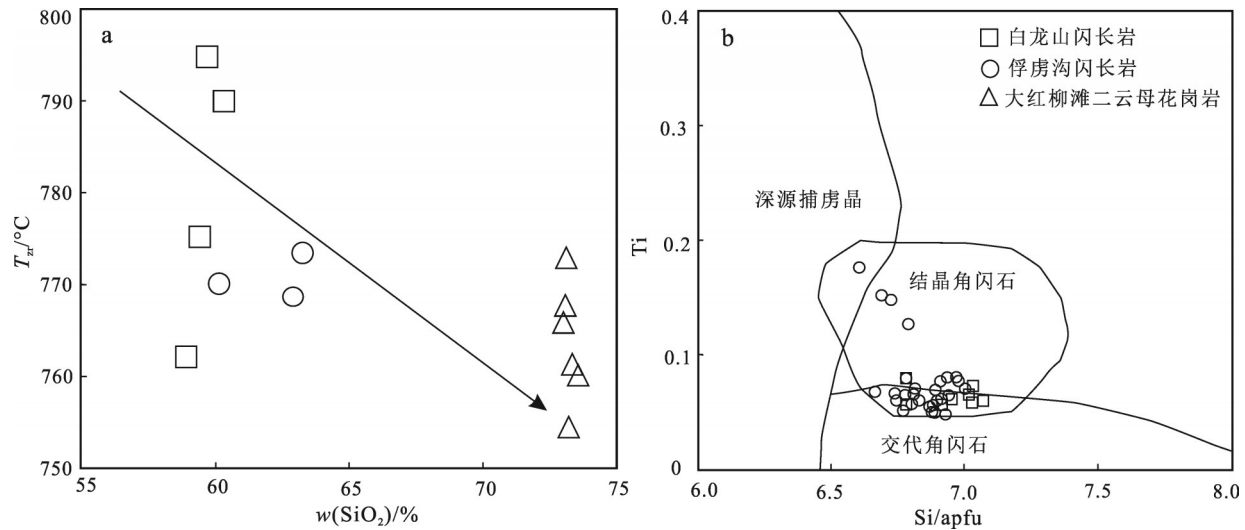 a
800
790
780
770
760
750
T_zr/°C
55
60
65
70
75
w(SiO₂)/%
b
□ 白龙山闪长岩
○ 俘虏沟闪长岩
△ 大红柳滩二云母花岗岩
深源捕虏晶
结晶角闪石
交代角闪石
0.4
0.3
0.2
0.1
0
Ti
6.0
6.5
7.0
7.5
8.0
Si/apfu